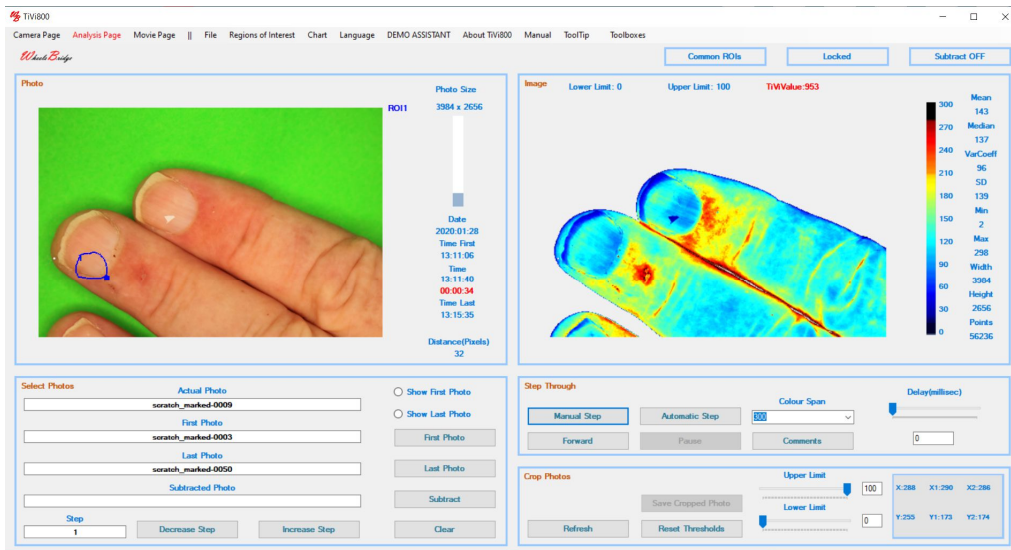 TiVi800
Camera Page Analysis Page Movie Page || File Regions of Interest Chart Language DEMO ASSISTANT About TiVi800 Manual ToolTip Toolboxes
WheelsBridge
Common ROIs Locked Subtract OFF
Photo
Photo Size
3984 x 2656
ROI1
1
Date
2020:01:28
Time First
13:11:06
Time
13:11:40
00:00:34
Time Last
13:15:35
Distance(Pixels)
32
Image Lower Limit: 0 Upper Limit: 100 TiViValue:953
300
270
240
210
180
150
120
90
60
30
0
Mean
143
Median
137
VarCoeff
96
SD
139
Min
2
Max
298
Width
3984
Height
2656
Points
56236
Select Photos
Actual Photo
scratch_marked-0009
First Photo
scratch_marked-0003
Last Photo
scratch_marked-0050
Subtracted Photo
Step
1
Decrease Step Increase Step
Show First Photo
Show Last Photo
First Photo
Last Photo
Subtract
Clear
Step Through
Manual Step Automatic Step
Colour Span
300
Forward Pause Comments
Delay(millisec)
0
Crop Photos
Save Cropped Photo
Refresh Reset Thresholds
Upper Limit
100
Lower Limit
0
X:288 X1:290 X2:286
Y:255 Y1:173 Y2:174